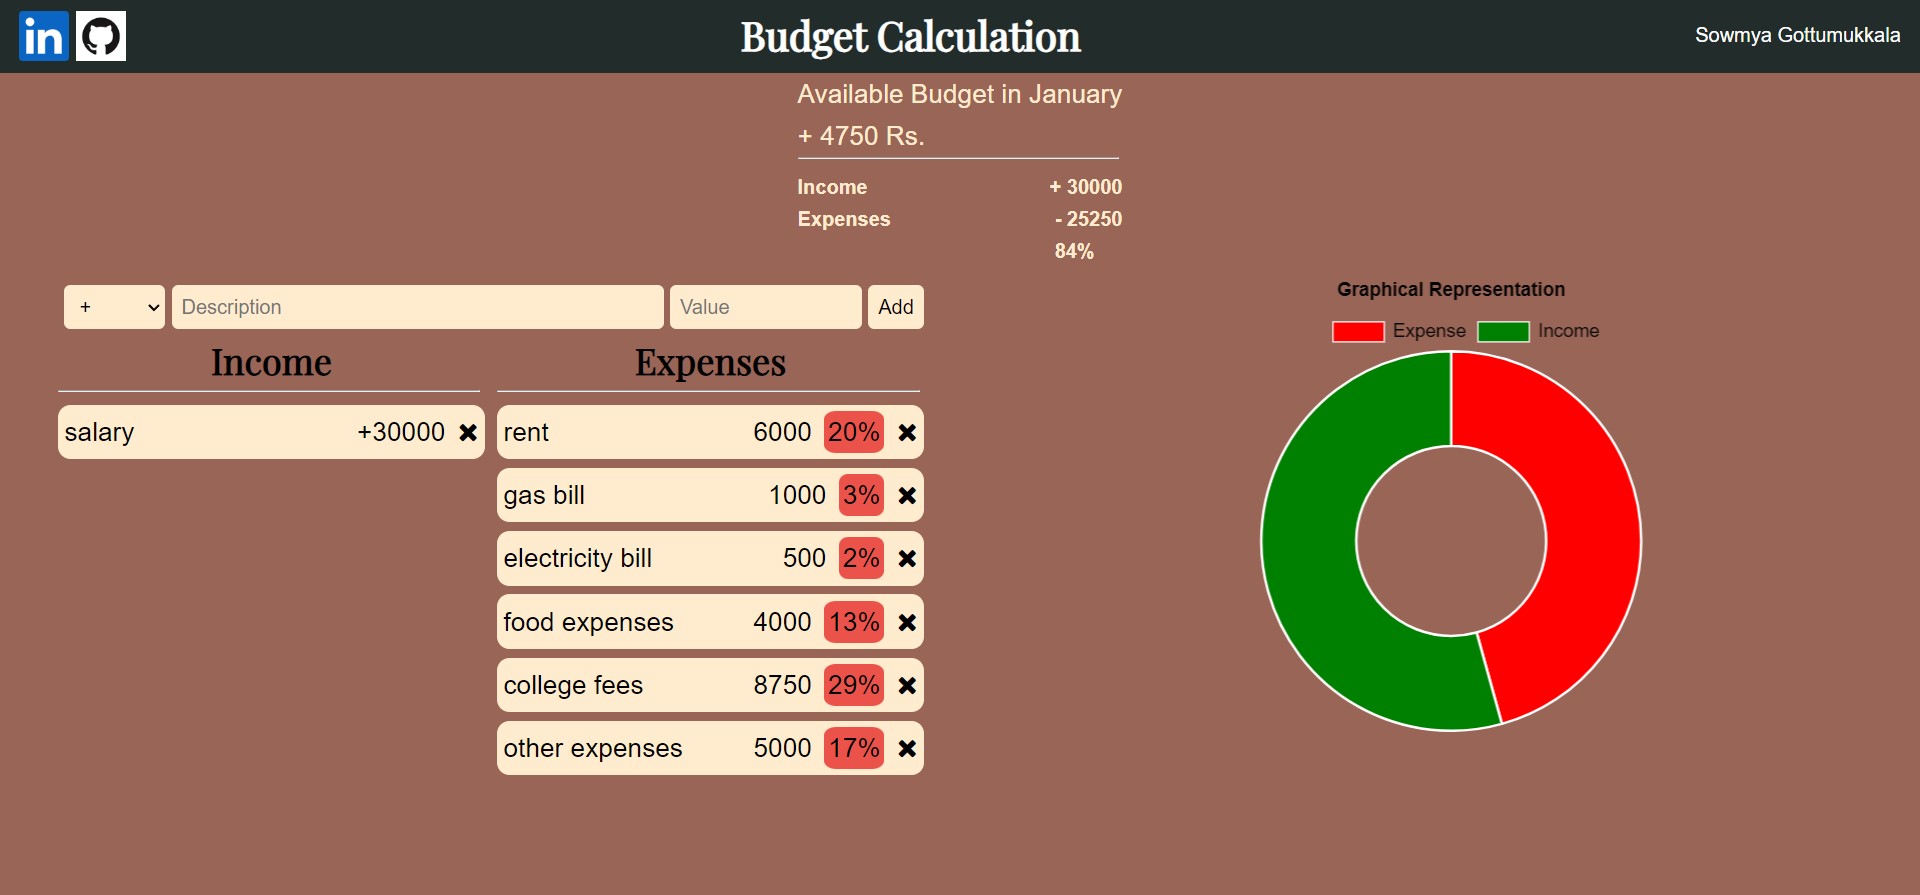 in
Budget Calculation
Sowmya Gottumukkala
Available Budget in January
+ 4750 Rs.
Income + 30000
Expenses - 25250
84%
+ Description Value Add
Income
salary +30000 ✖
Expenses
rent 6000 20% ✖
gas bill 1000 3% ✖
electricity bill 500 2% ✖
food expenses 4000 13% ✖
college fees 8750 29% ✖
other expenses 5000 17% ✖
Graphical Representation
Expense Income